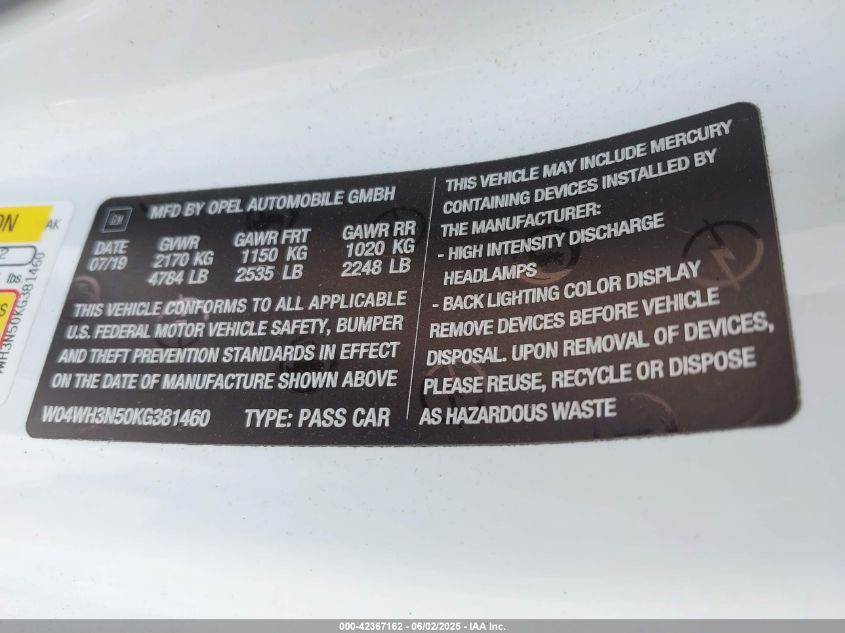 ON
AK
LBS
WH3N50KG381460
GM MFD BY OPEL AUTOMOBILE GMBH
DATE GVWR GAWR FRT GAWR RR
07/19 2170 KG 1150 KG 1020 KG
4784 LB 2535 LB 2248 LB
THIS VEHICLE CONFORMS TO ALL APPLICABLE
U.S. FEDERAL MOTOR VEHICLE SAFETY, BUMPER
AND THEFT PREVENTION STANDARDS IN EFFECT
ON THE DATE OF MANUFACTURE SHOWN ABOVE
W04WH3N50KG381460 TYPE: PASS CAR
THIS VEHICLE MAY INCLUDE MERCURY
CONTAINING DEVICES INSTALLED BY
THE MANUFACTURER:
- HIGH INTENSITY DISCHARGE
HEADLAMPS
- BACK LIGHTING COLOR DISPLAY
REMOVE DEVICES BEFORE VEHICLE
DISPOSAL. UPON REMOVAL OF DEVICES,
PLEASE REUSE, RECYCLE OR DISPOSE
AS HAZARDOUS WASTE
000-42367162 - 06/02/2025 - IAA Inc.